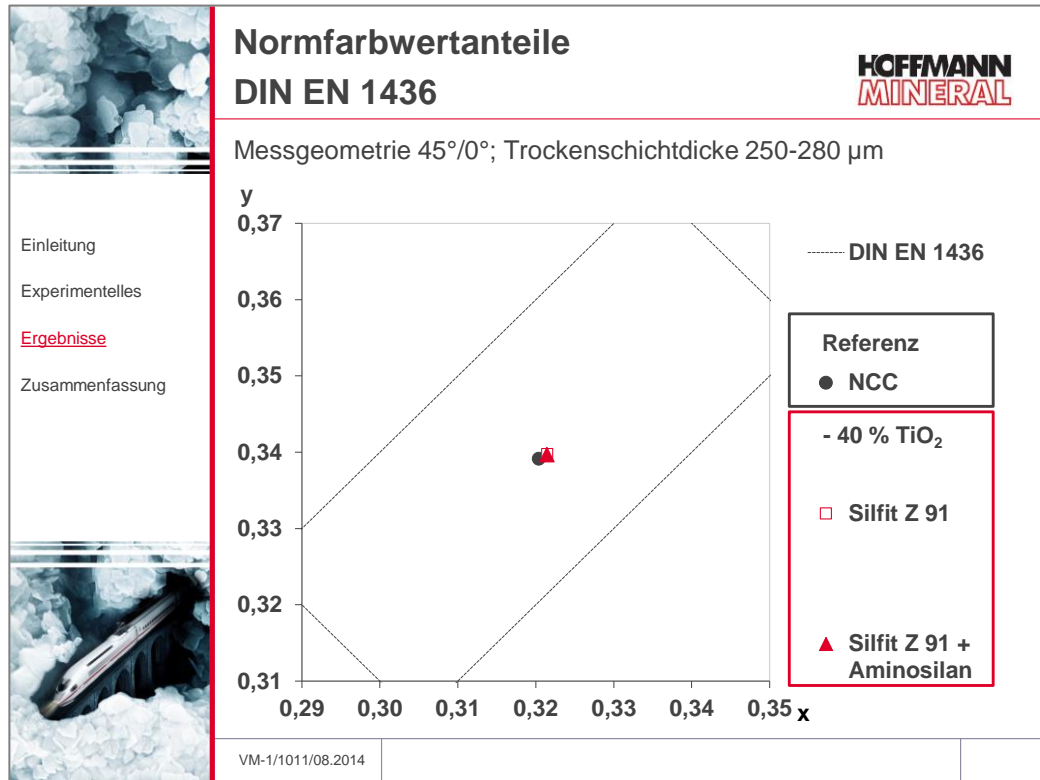 Normfarbwertanteile
DIN EN 1436
HOFFMANN
MINERAL
Messgeometrie 45°/0°; Trockenschichtdicke 250-280 µm
Einleitung
Experimentelles
Ergebnisse
Zusammenfassung
y
0,37
0,36
0,35
0,34
0,33
0,32
0,31
0,29 0,30 0,31 0,32 0,33 0,34 0,35 x
DIN EN 1436
Referenz
NCC
- 40 % TiO₂
Silfit Z 91
Silfit Z 91 +
Aminosilan
VM-1/1011/08.2014